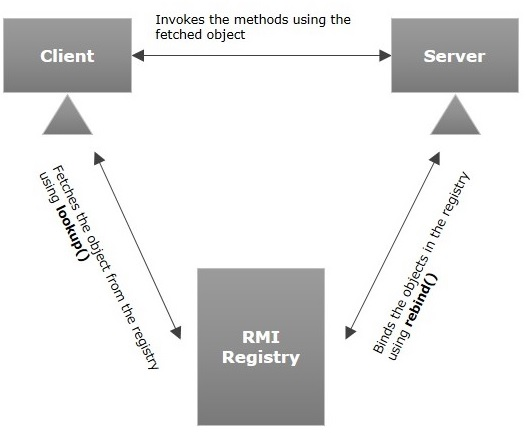 Invokes the methods using the
fetched object
Client
Server
Fetches the object from the registry
using lookup()
Binds the objects in the registry
using rebind()
RMI
Registry